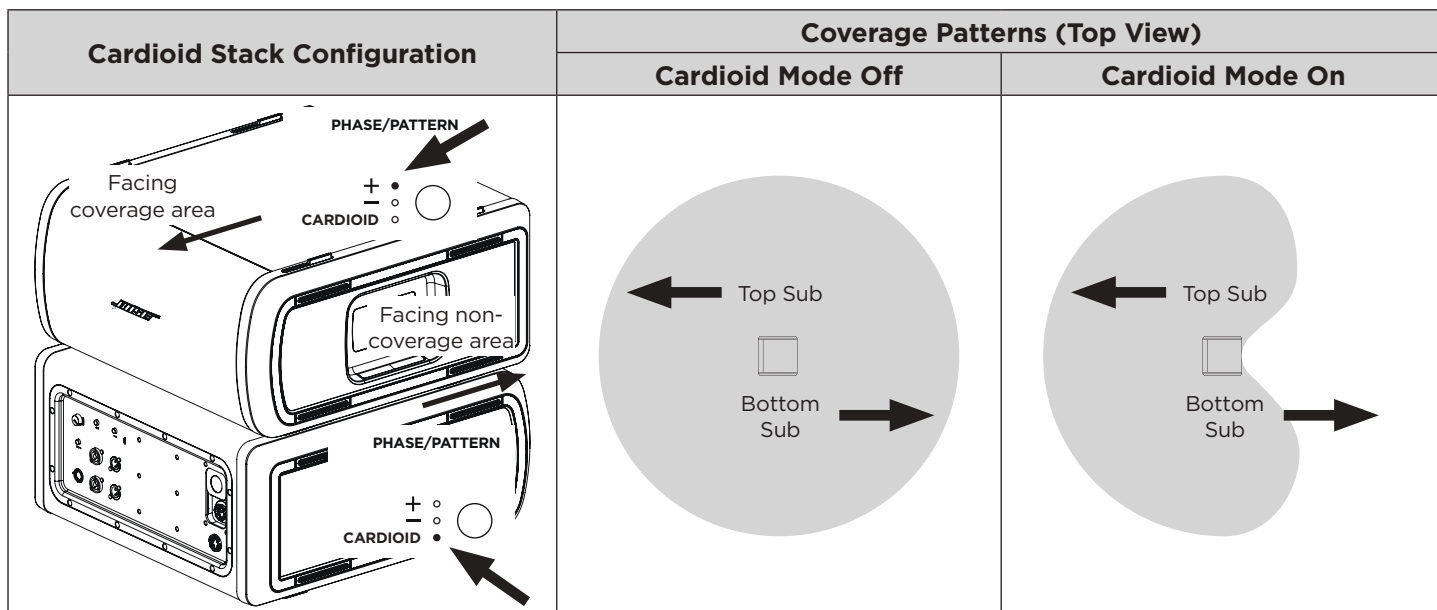 Cardioid Stack Configuration
Coverage Patterns (Top View)
Cardioid Mode Off
Cardioid Mode On
PHASE/PATTERN
+
−
CARDIOID
Facing
coverage area
BOSE
Facing non-
coverage area
PHASE/PATTERN
+
−
CARDIOID
Top Sub
Bottom
Sub
Top Sub
Bottom
Sub